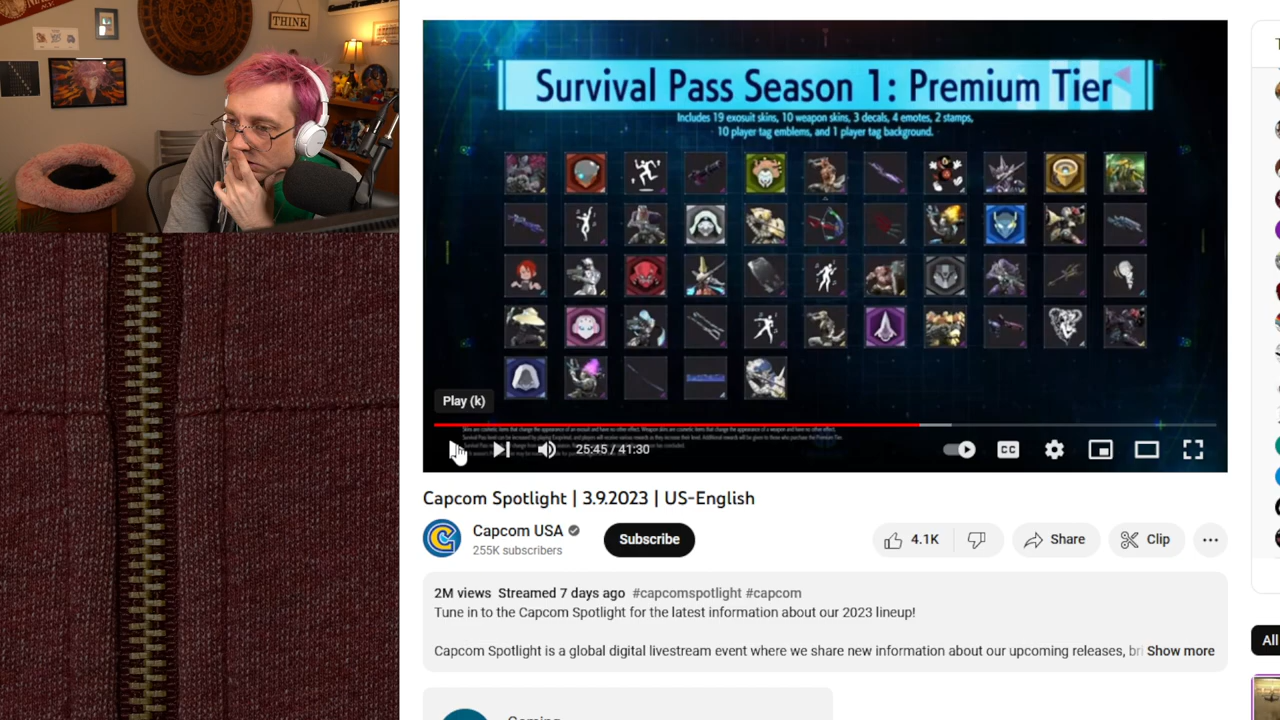 THINK
Survival Pass Season 1: Premium Tier
Includes 19 exosuit skins, 10 weapon skins, 3 decals, 4 emotes, 2 stamps,
10 player tag emblems, and 1 player tag background.
Play (k)
25:45 / 41:30
CC
Capcom Spotlight | 3.9.2023 | US-English
Capcom USA
255K subscribers
Subscribe
4.1K
Share
Clip
2M views Streamed 7 days ago #capcomspotlight #capcom
Tune in to the Capcom Spotlight for the latest information about our 2023 lineup!
Capcom Spotlight is a global digital livestream event where we share new information about our upcoming releases, bri Show more
All